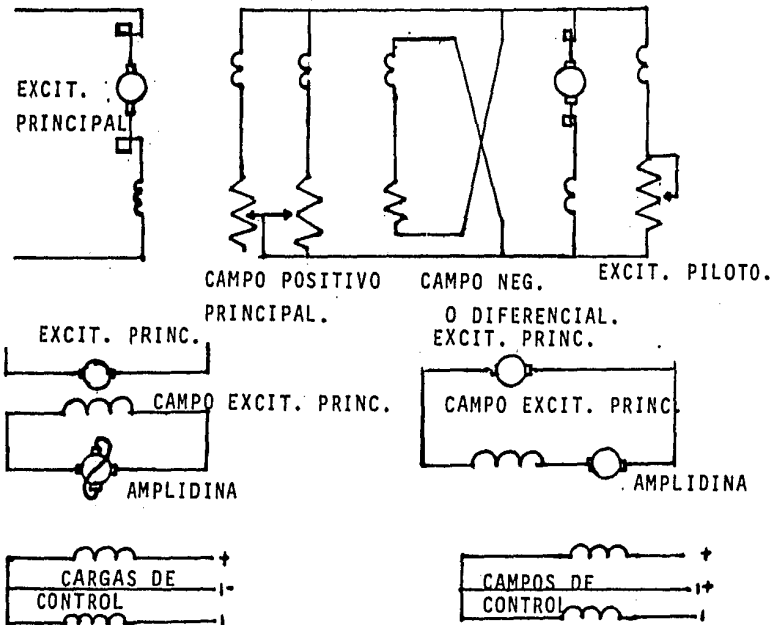 EXCIT.
PRINCIPAL
CAMPO POSITIVO
PRINCIPAL.
CAMPO NEG.
O DIFERENCIAL.
EXCIT. PILOTO.
EXCIT. PRINC.
CAMPO EXCIT. PRINC.
AMPLIDINA
EXCIT. PRINC.
CAMPO EXCIT. PRINC.
AMPLIDINA
CARGAS DE
CONTROL
CAMPOS DE
CONTROL